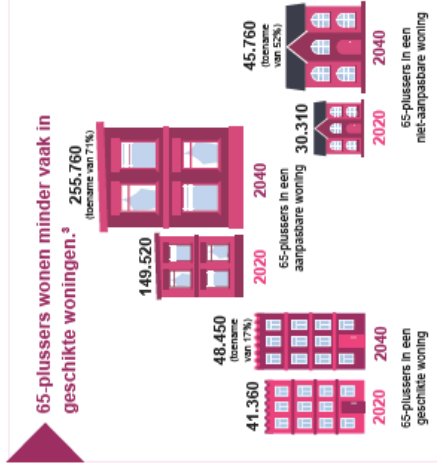 65-plussers wonen minder vaak in
geschikte woningen.³
41.360
2020
48.450
(toename
van 17%)
2040
65-plussers in een
geschikte woning
149.520
2020
255.760
(toename van 71%)
2040
65-plussers in een
aanpasbare woning
30.310
2020
45.760
(toename
van 52%)
2040
65-plussers in een
niet-aanpasbare woning